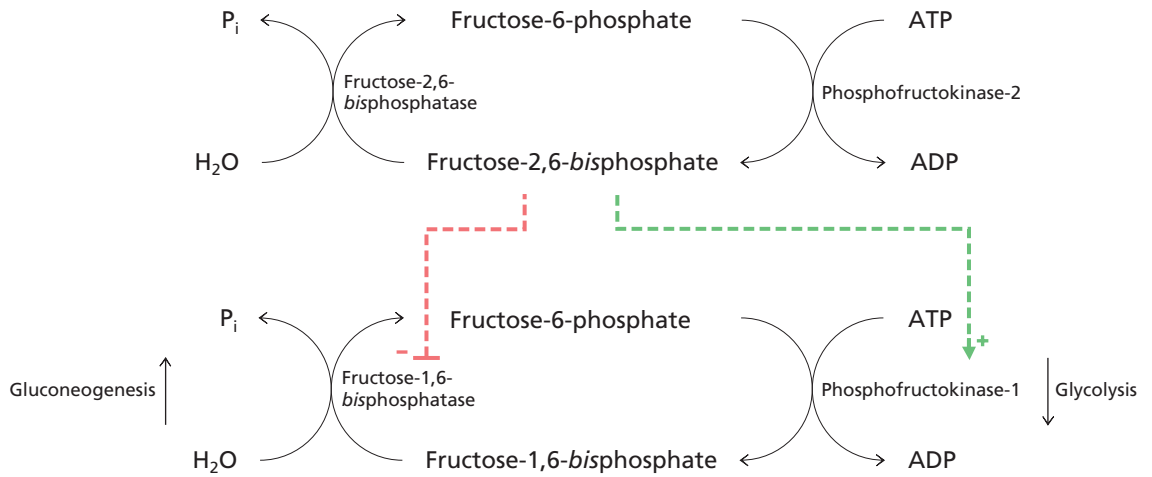 Pi Fructose-6-phosphate ATP
Fructose-2,6-
bisphosphatase
Phosphofructokinase-2
H2O Fructose-2,6-bisphosphate ADP
Pi Fructose-6-phosphate ATP
- +
Gluconeogenesis
Fructose-1,6-
bisphosphatase
Phosphofructokinase-1
Glycolysis
H2O Fructose-1,6-bisphosphate ADP